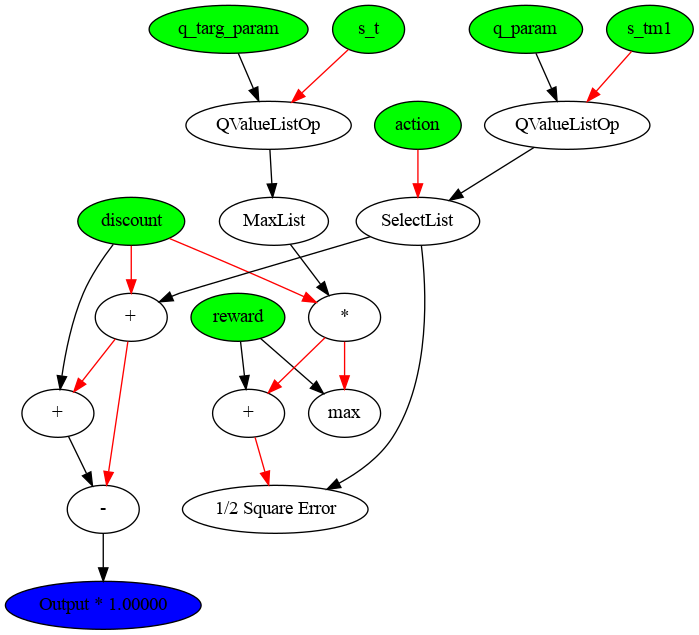 q_targ_param
s_t
q_param
s_tm1
QValueListOp
action
QValueListOp
discount
MaxList
SelectList
+
reward
*
+
+
max
-
1/2 Square Error
Output * 1.00000